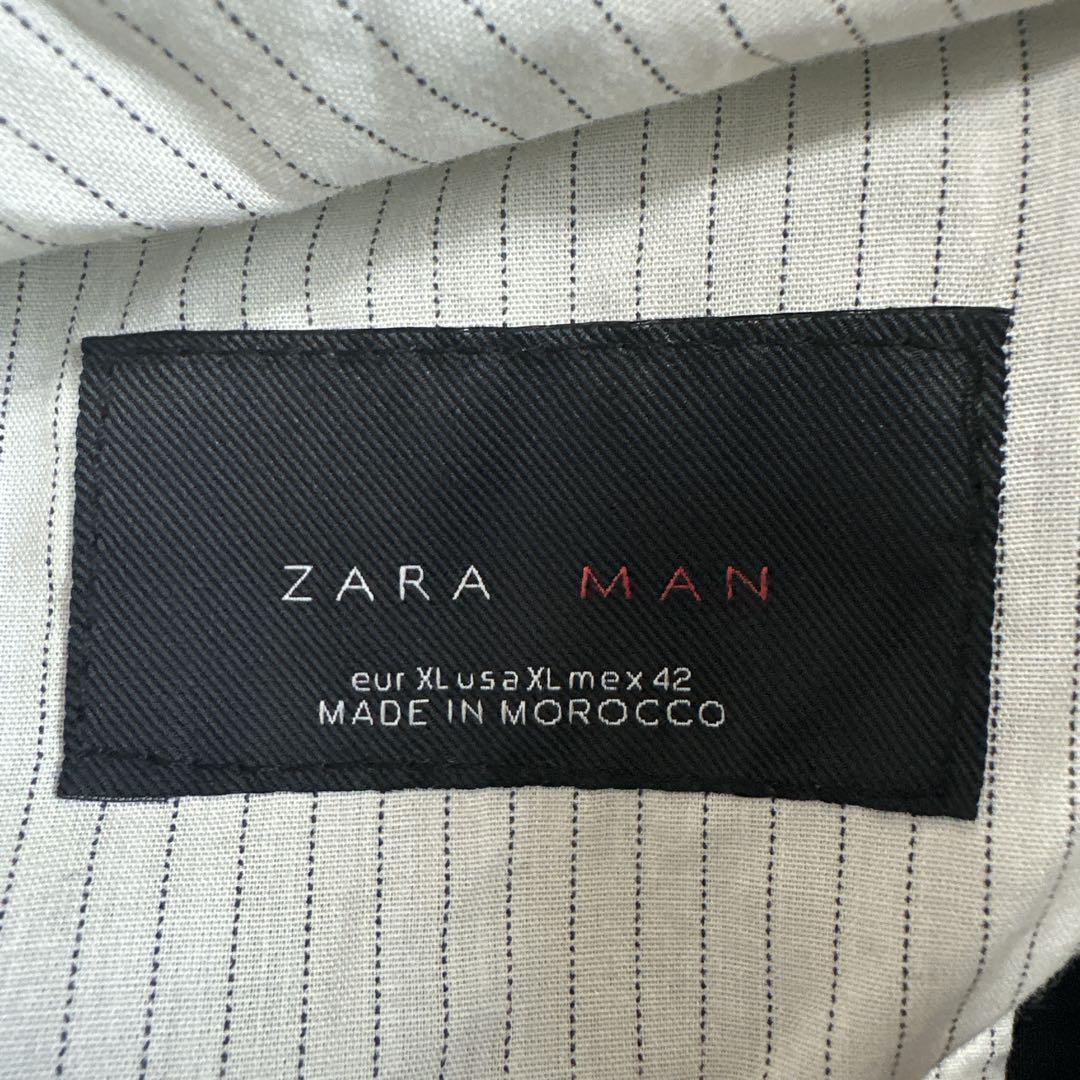 ZARA MAN
eur XL usa XL mex 42
MADE IN MOROCCO